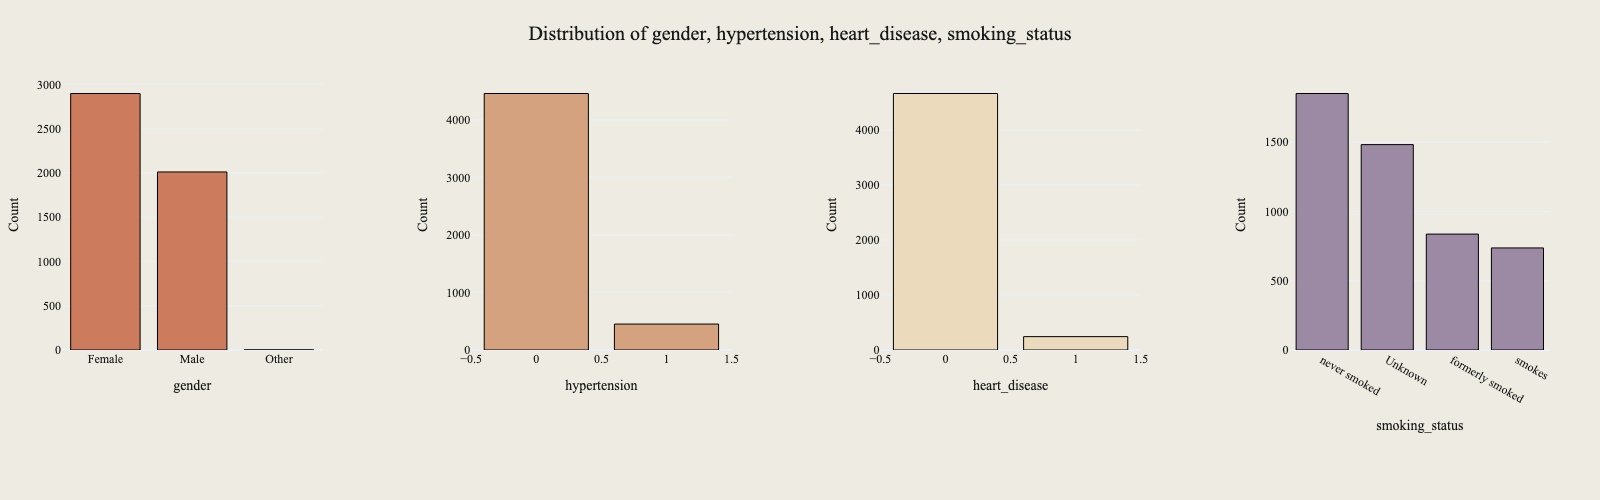 Distribution of gender, hypertension, heart_disease, smoking_status
3000
2500
2000
1500
1000
500
0
Count
Female Male Other
gender
4000
3000
2000
1000
0
Count
−0.5 0 0.5 1 1.5
hypertension
4000
3000
2000
1000
0
Count
−0.5 0 0.5 1 1.5
heart_disease
1500
1000
500
0
Count
never smoked
Unknown
formerly smoked
smokes
smoking_status